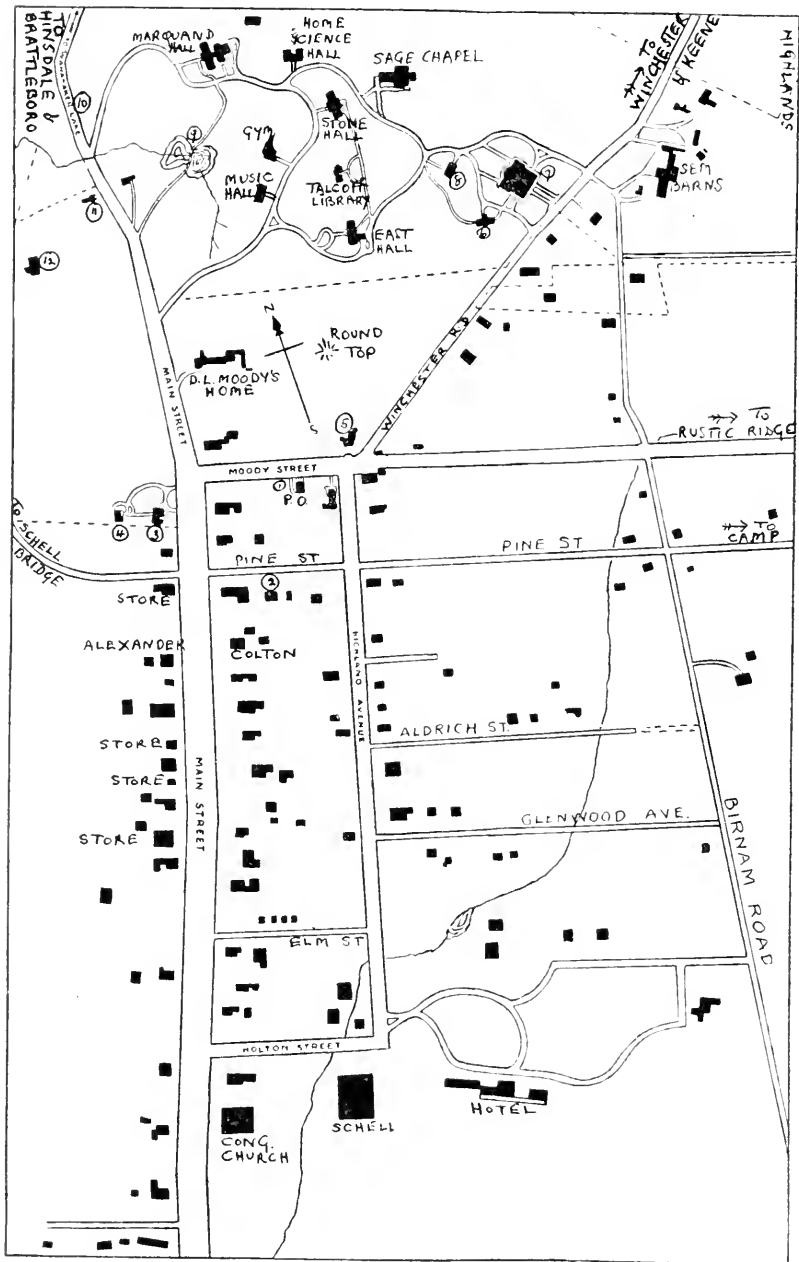 TO
HINSDALE &
BRATTLEBORO
MARQUAND
HALL
HOME
SCIENCE
HALL
SAGE CHAPEL
TO
WINCHESTER
& KEENE
HIGHLANDS
10
9
GYM
STONE
HALL
MUSIC
HALL
TALCOTT
LIBRARY
8
7
SEM
BARNS
11
12
EAST
HALL
6
N
S
ROUND
TOP
D.L. MOODY'S
HOME
MAIN STREET
WINCHESTER RD.
5
MOODY STREET
TO
RUSTIC RIDGE
1
P.O.
4
3
TO SCHELL
BRIDGE
PINE ST
PINE ST
TO
CAMP
STORE
2
ALEXANDER
COLTON
HIGHLAND AVENUE
STORE
ALDRICH ST.
STORE
MAIN STREET
STORE
GLENWOOD AVE.
BIRNAM ROAD
ELM ST
HOLTON STREET
CONG.
CHURCH
SCHELL
HOTEL